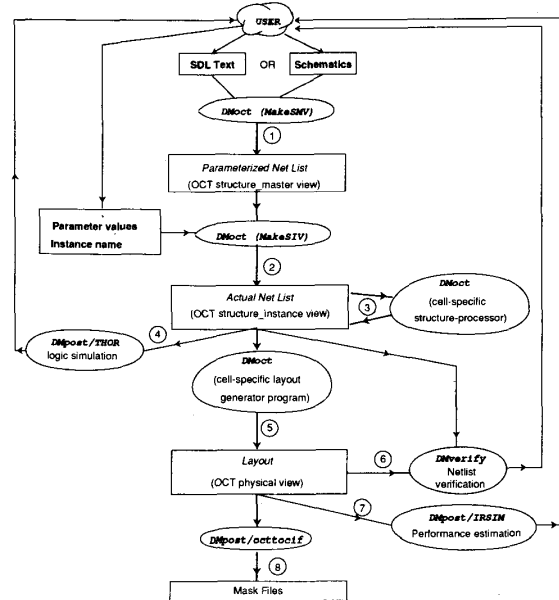 USER
SDL Text
OR
Schematics
DMoct (MakeSMV)
1
Parameterized Net List
(OCT structure_master view)
Parameter values
Instance name
DMoct (MakeSIV)
2
Actual Net List
(OCT structure_instance view)
3
DMoct
(cell-specific
structure-processor)
4
DMpost/THOR
logic simulation
DMoct
(cell-specific layout
generator program)
5
Layout
(OCT physical view)
6
DMverify
Netlist
verification
7
DMpost/IRSIM
Performance estimation
DMpost/octtocif
8
Mask Files